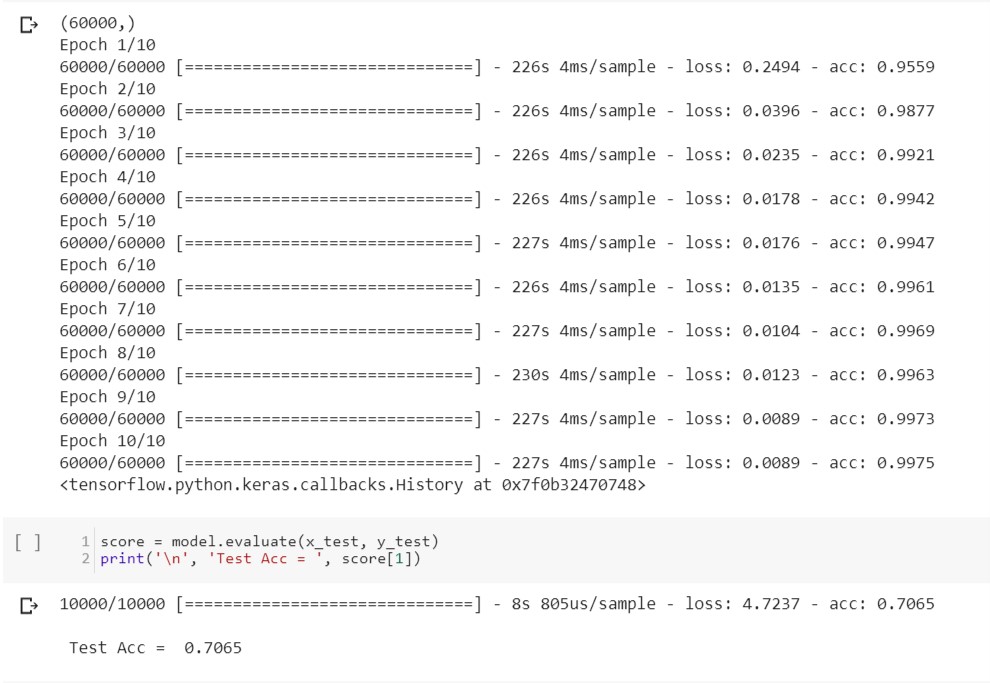 (60000,)
Epoch 1/10
60000/60000 [==============================] - 226s 4ms/sample - loss: 0.2494 - acc: 0.9559
Epoch 2/10
60000/60000 [==============================] - 226s 4ms/sample - loss: 0.0396 - acc: 0.9877
Epoch 3/10
60000/60000 [==============================] - 226s 4ms/sample - loss: 0.0235 - acc: 0.9921
Epoch 4/10
60000/60000 [==============================] - 226s 4ms/sample - loss: 0.0178 - acc: 0.9942
Epoch 5/10
60000/60000 [==============================] - 227s 4ms/sample - loss: 0.0176 - acc: 0.9947
Epoch 6/10
60000/60000 [==============================] - 226s 4ms/sample - loss: 0.0135 - acc: 0.9961
Epoch 7/10
60000/60000 [==============================] - 227s 4ms/sample - loss: 0.0104 - acc: 0.9969
Epoch 8/10
60000/60000 [==============================] - 230s 4ms/sample - loss: 0.0123 - acc: 0.9963
Epoch 9/10
60000/60000 [==============================] - 227s 4ms/sample - loss: 0.0089 - acc: 0.9973
Epoch 10/10
60000/60000 [==============================] - 227s 4ms/sample - loss: 0.0089 - acc: 0.9975
<tensorflow.python.keras.callbacks.History at 0x7f0b32470748>
[ ] 1 score = model.evaluate(x_test, y_test)
2 print('\n', 'Test Acc = ', score[1])
10000/10000 [==============================] - 8s 805us/sample - loss: 4.7237 - acc: 0.7065
Test Acc =  0.7065